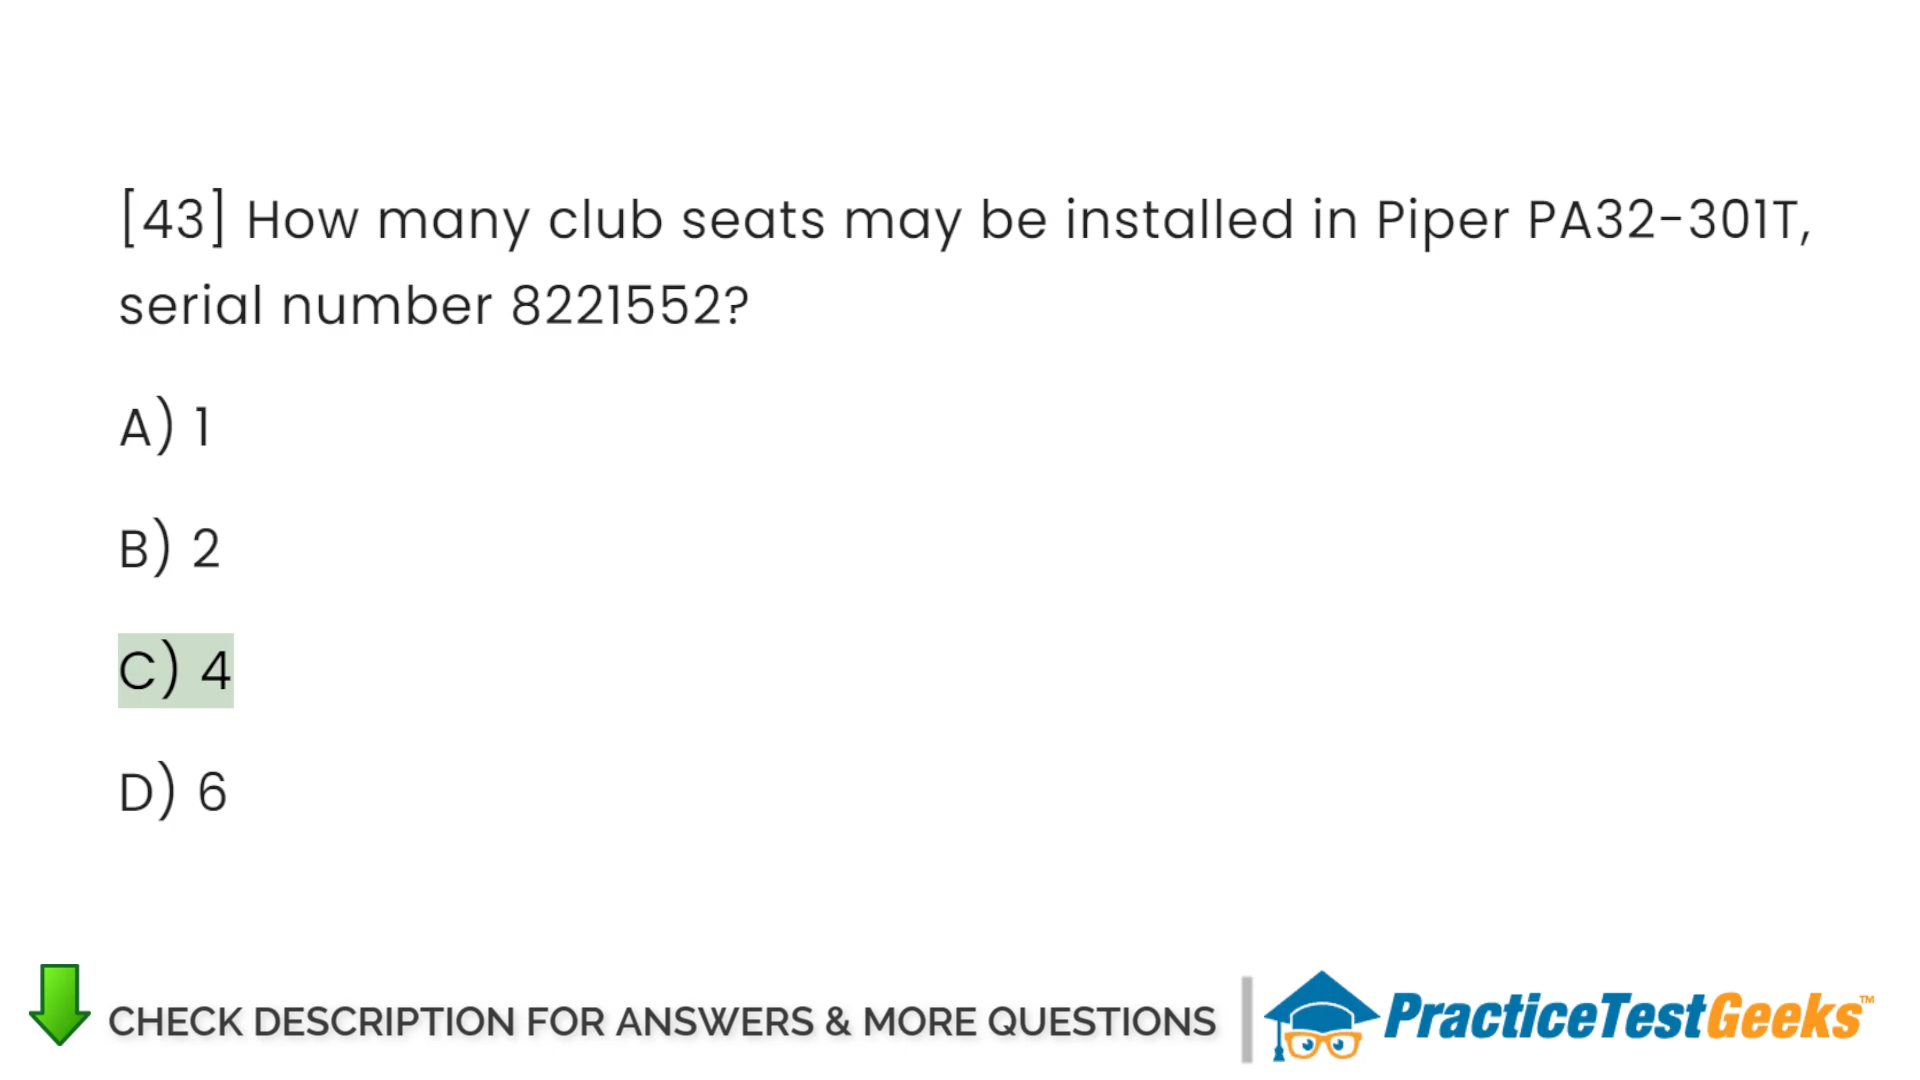 [43] How many club seats may be installed in Piper PA32-301T,
serial number 8221552?
A) 1
B) 2
C) 4
D) 6
CHECK DESCRIPTION FOR ANSWERS & MORE QUESTIONS
PracticeTestGeeks™